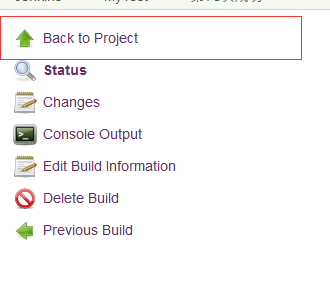 Back to Project
Status
Changes
Console Output
Edit Build Information
Delete Build
Previous Build